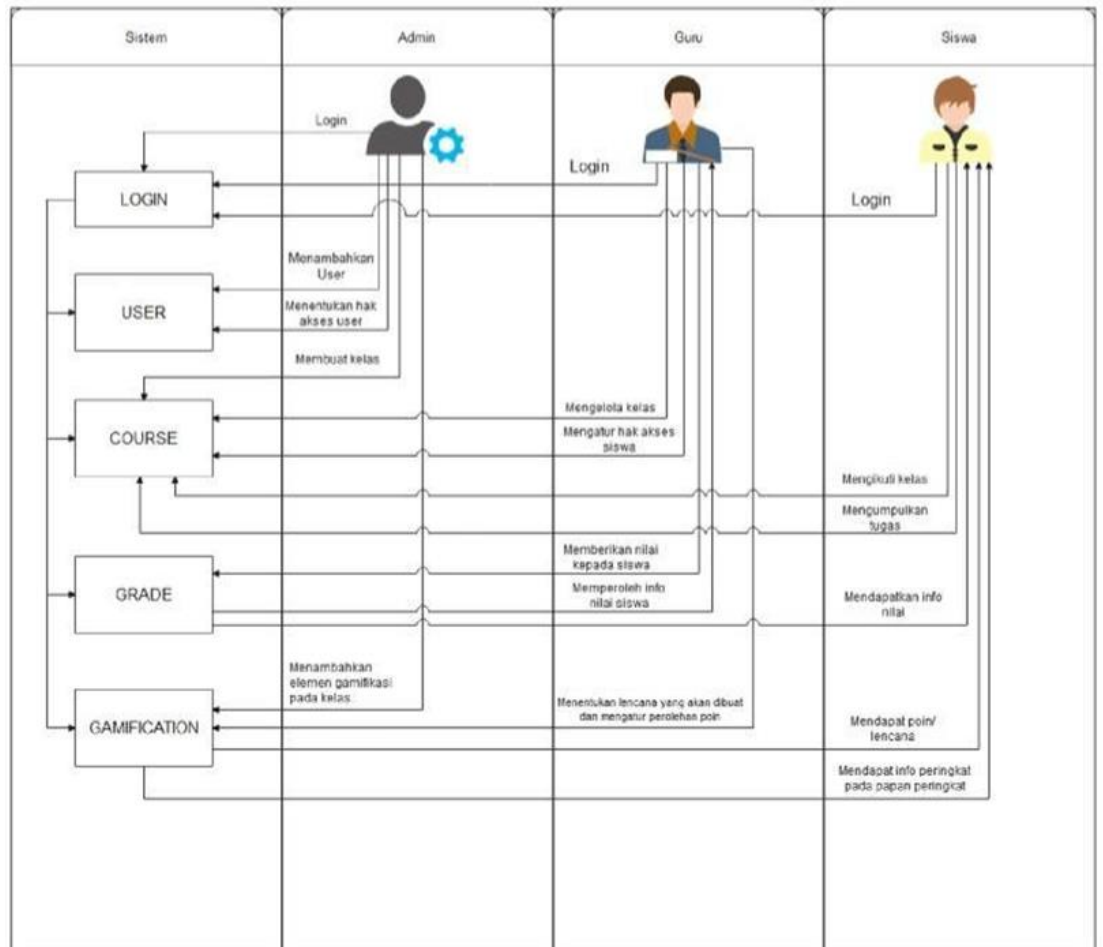 Sistem
Admin
Guru
Siswa
Login
Login
LOGIN
Login
Menambahkan
User
USER
Menentukan hak
akses user
Membuat kelas
Mengelola kelas
COURSE
Mengatur hak akses
siswa
Mengikuti kelas
Mengumpulkan
tugas
Memberikan nilai
kepada siswa
GRADE
Memperoleh info
nilai siswa
Mendapatkan info
nilai
Menambahkan
elemen gamifikasi
pada kelas
Menentukan lencana yang akan dibuat
dan mengatur perolehan poin
GAMIFICATION
Mendapat poin/
lencana
Mendapat info peringkat
pada papan peringkat